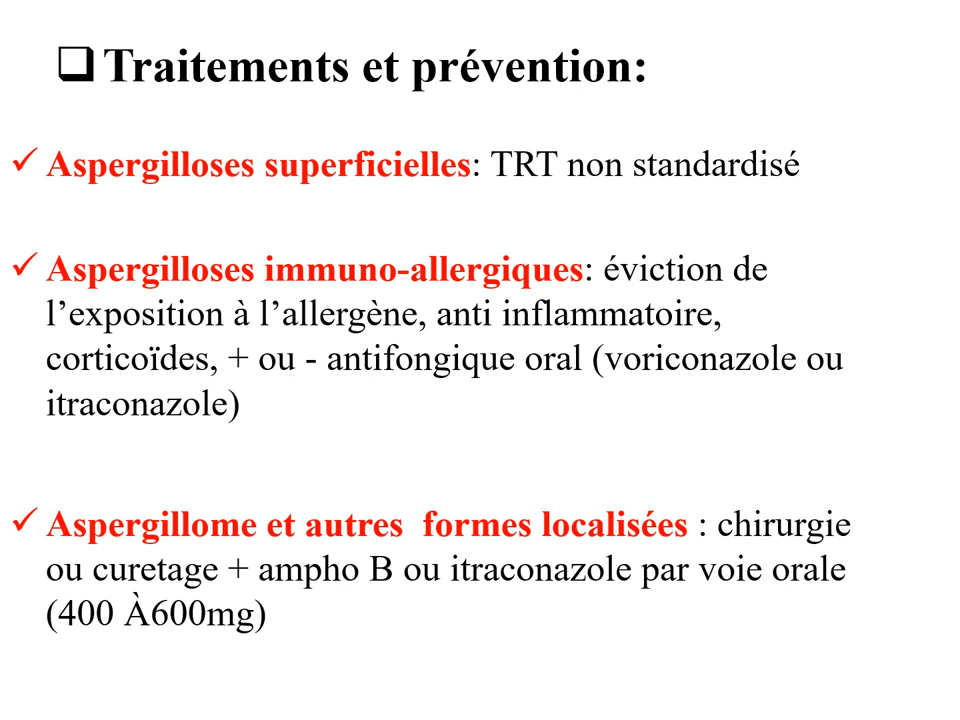 Traitements et prévention:
Aspergilloses superficielles: TRT non standardisé
Aspergilloses immuno-allergiques: éviction de
l’exposition à l’allergène, anti inflammatoire,
corticoïdes, + ou - antifongique oral (voriconazole ou
itraconazole)
Aspergillome et autres  formes localisées : chirurgie
ou curetage + ampho B ou itraconazole par voie orale
(400 À600mg)